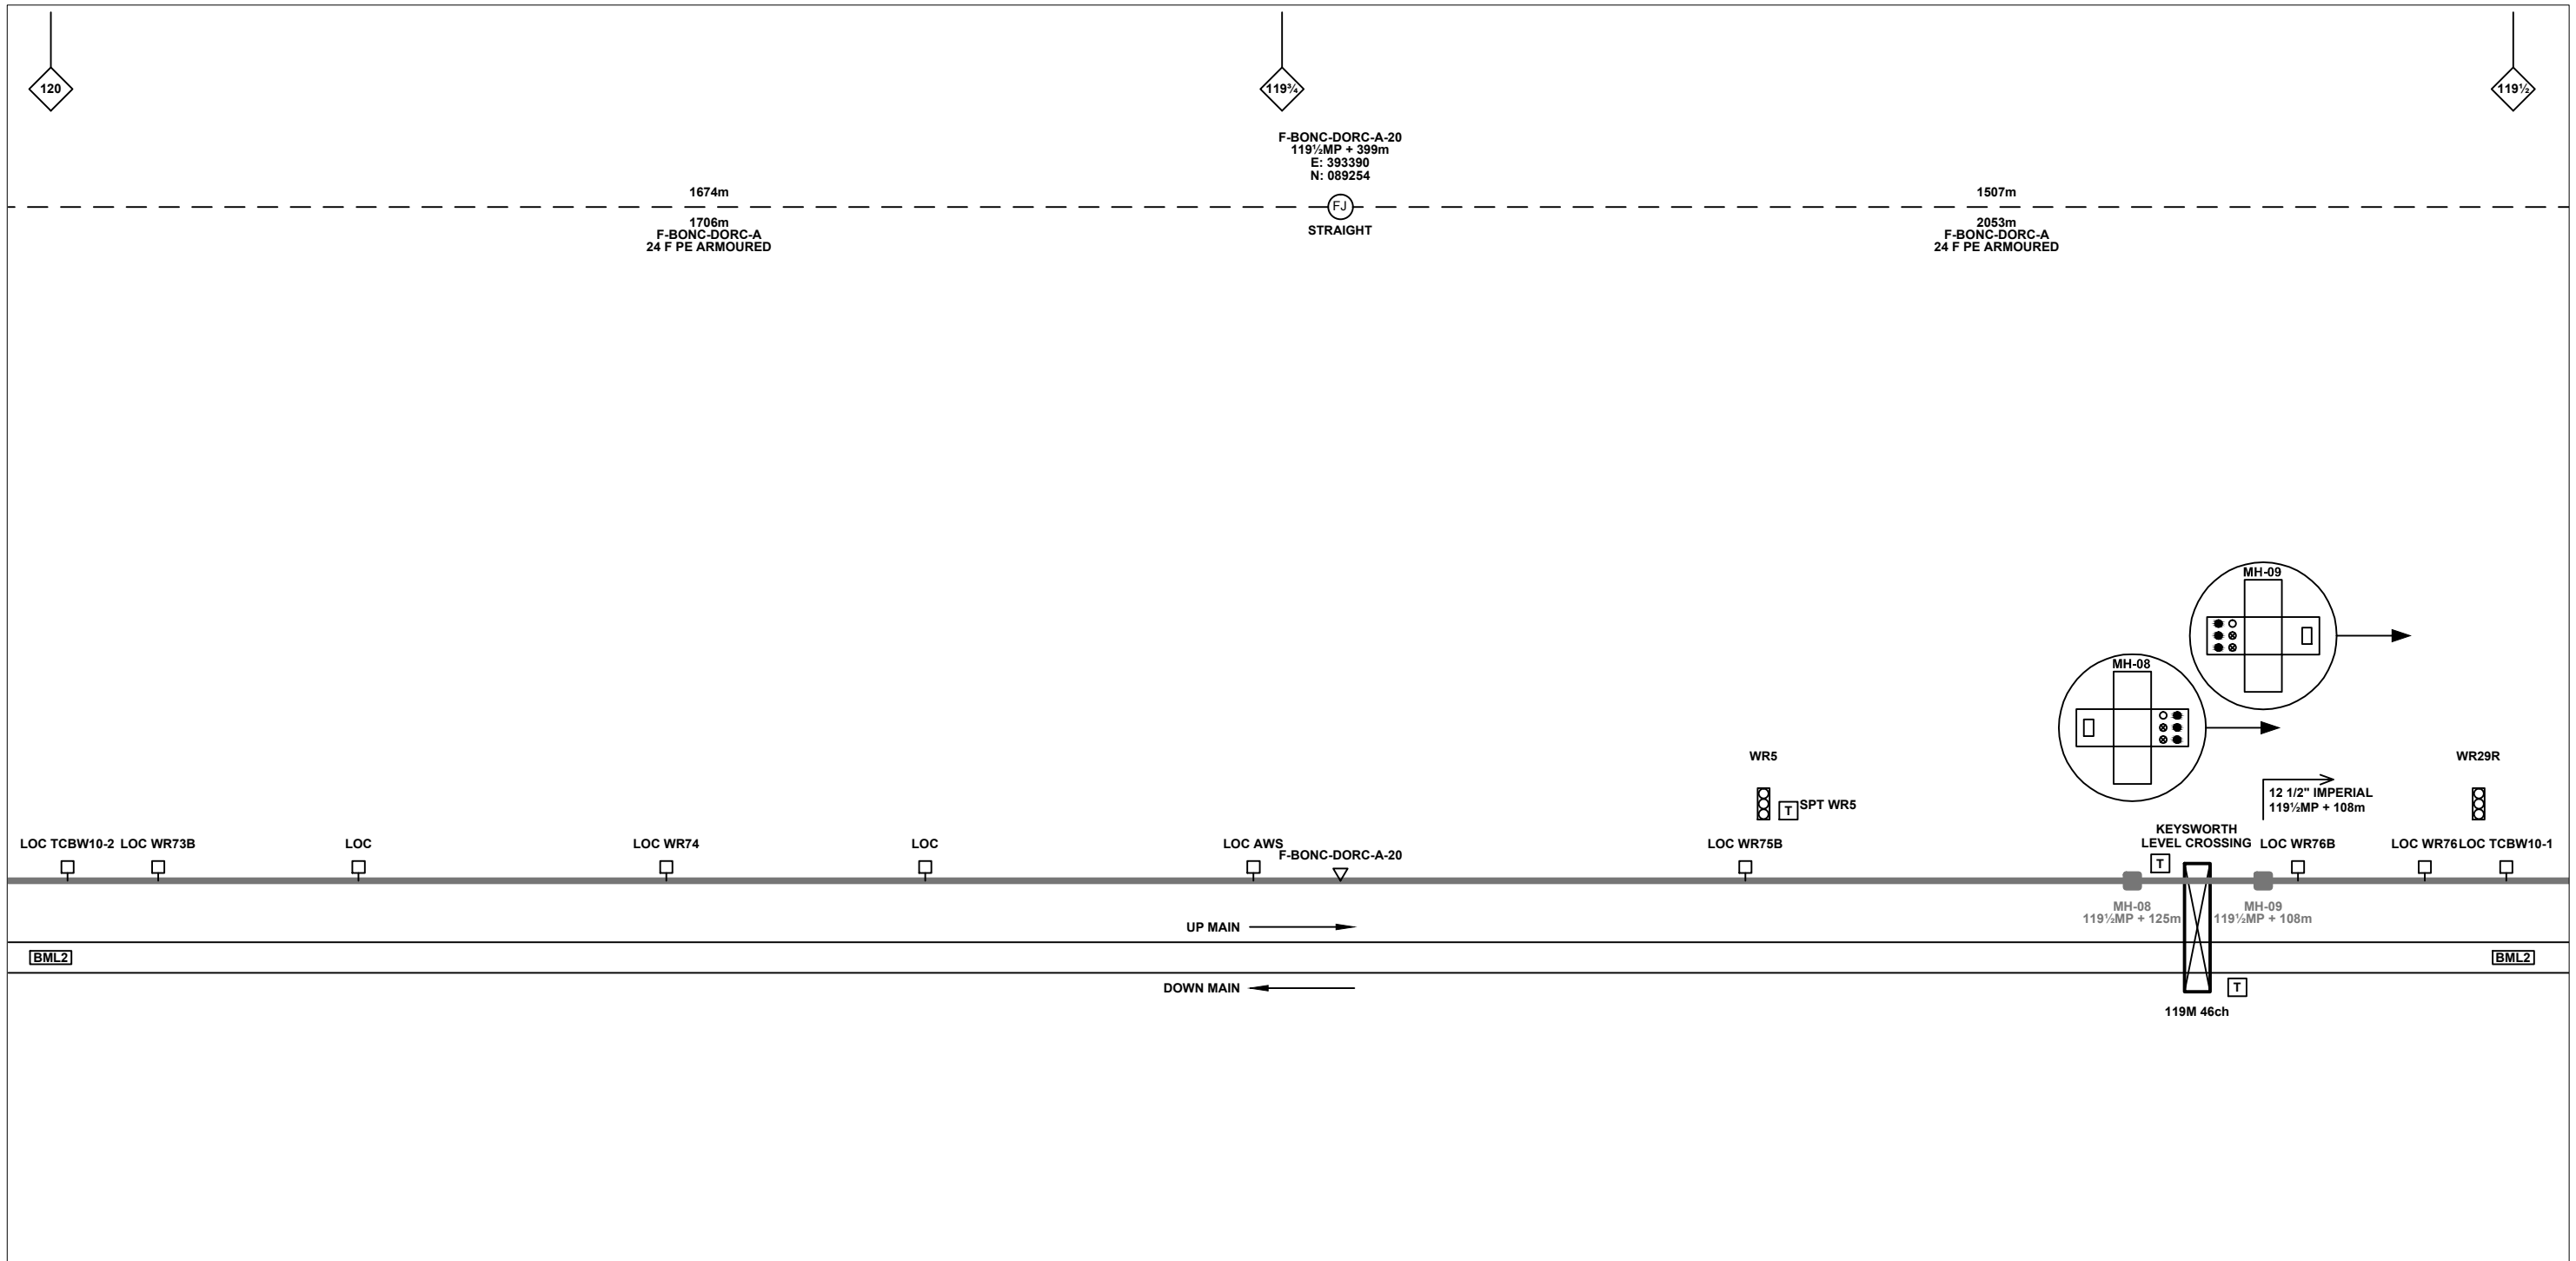 120
119¾
119½
F-BONC-DORC-A-20
119½MP + 399m
E: 393390
N: 089254
1674m
1507m
FJ
1706m
F-BONC-DORC-A
24 F PE ARMOURED
STRAIGHT
2053m
F-BONC-DORC-A
24 F PE ARMOURED
MH-09
MH-08
WR5
WR29R
T SPT WR5
12 1/2" IMPERIAL
119½MP + 108m
KEYSWORTH
LEVEL CROSSING
LOC TCBW10-2 LOC WR73B LOC LOC WR74 LOC LOC AWS LOC WR75B LOC WR76B LOC WR76 LOC TCBW10-1
F-BONC-DORC-A-20
T
MH-08
119½MP + 125m
MH-09
119½MP + 108m
UP MAIN
BML2 BML2
DOWN MAIN
T
119M 46ch